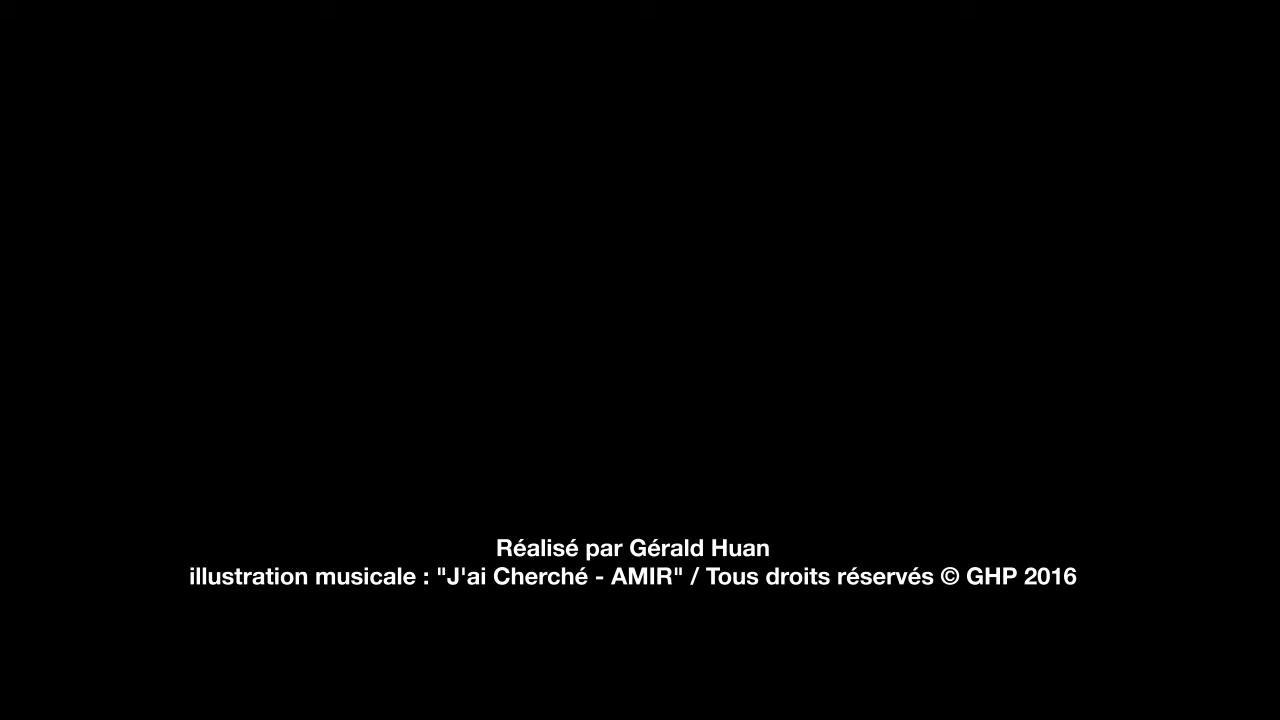 Réalisé par Gérald Huan
illustration musicale : "J'ai Cherché - AMIR" / Tous droits réservés © GHP 2016